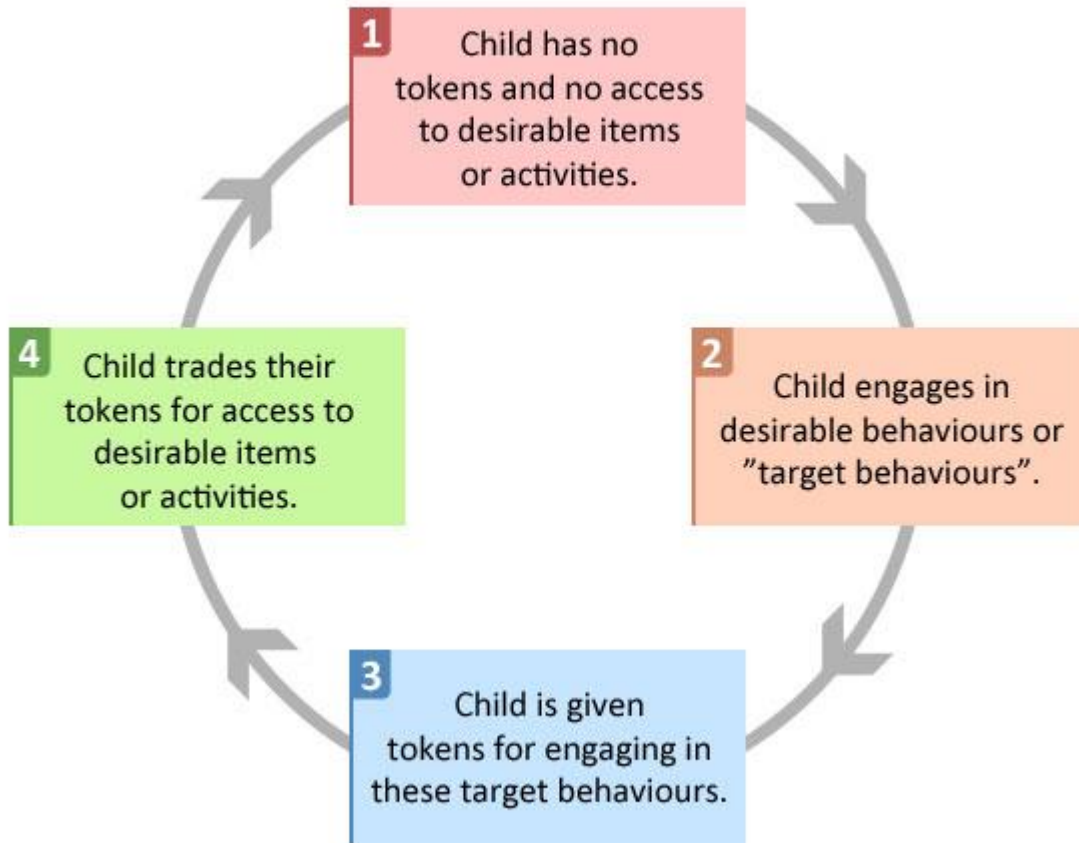 1
Child has no
tokens and no access
to desirable items
or activities.
2
Child engages in
desirable behaviours or
”target behaviours”.
3
Child is given
tokens for engaging in
these target behaviours.
4
Child trades their
tokens for access to
desirable items
or activities.